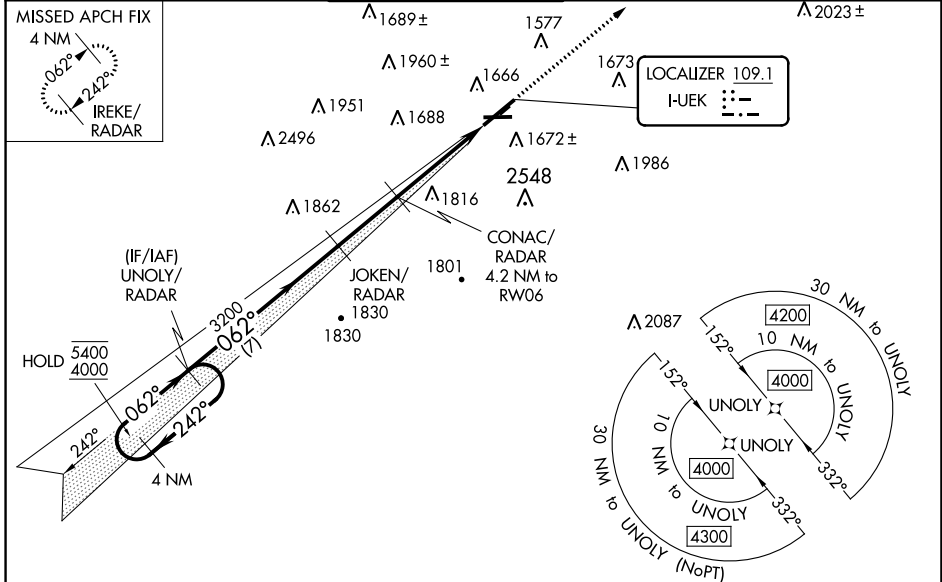 MISSED APCH FIX
4 NM
062°
242°
IREKE/
RADAR
1689±
1577
2023±
1960±
1666
1673
LOCALIZER 109.1
I-UEK
1951
1688
2496
1672±
1986
2548
1862
1816
CONAC/
RADAR
4.2 NM to
RW06
(IF/IAF)
UNOLY/
RADAR
JOKEN/
RADAR
1801
1830
1830
2087
3200
062°
(7)
HOLD 5400
4000
062°
242°
242°
4 NM
30 NM to UNOLY
4200
152°
10 NM to UNOLY
4000
UNOLY
332°
152°
UNOLY
10 NM to UNOLY
4000
332°
4300
30 NM to UNOLY (NoPT)